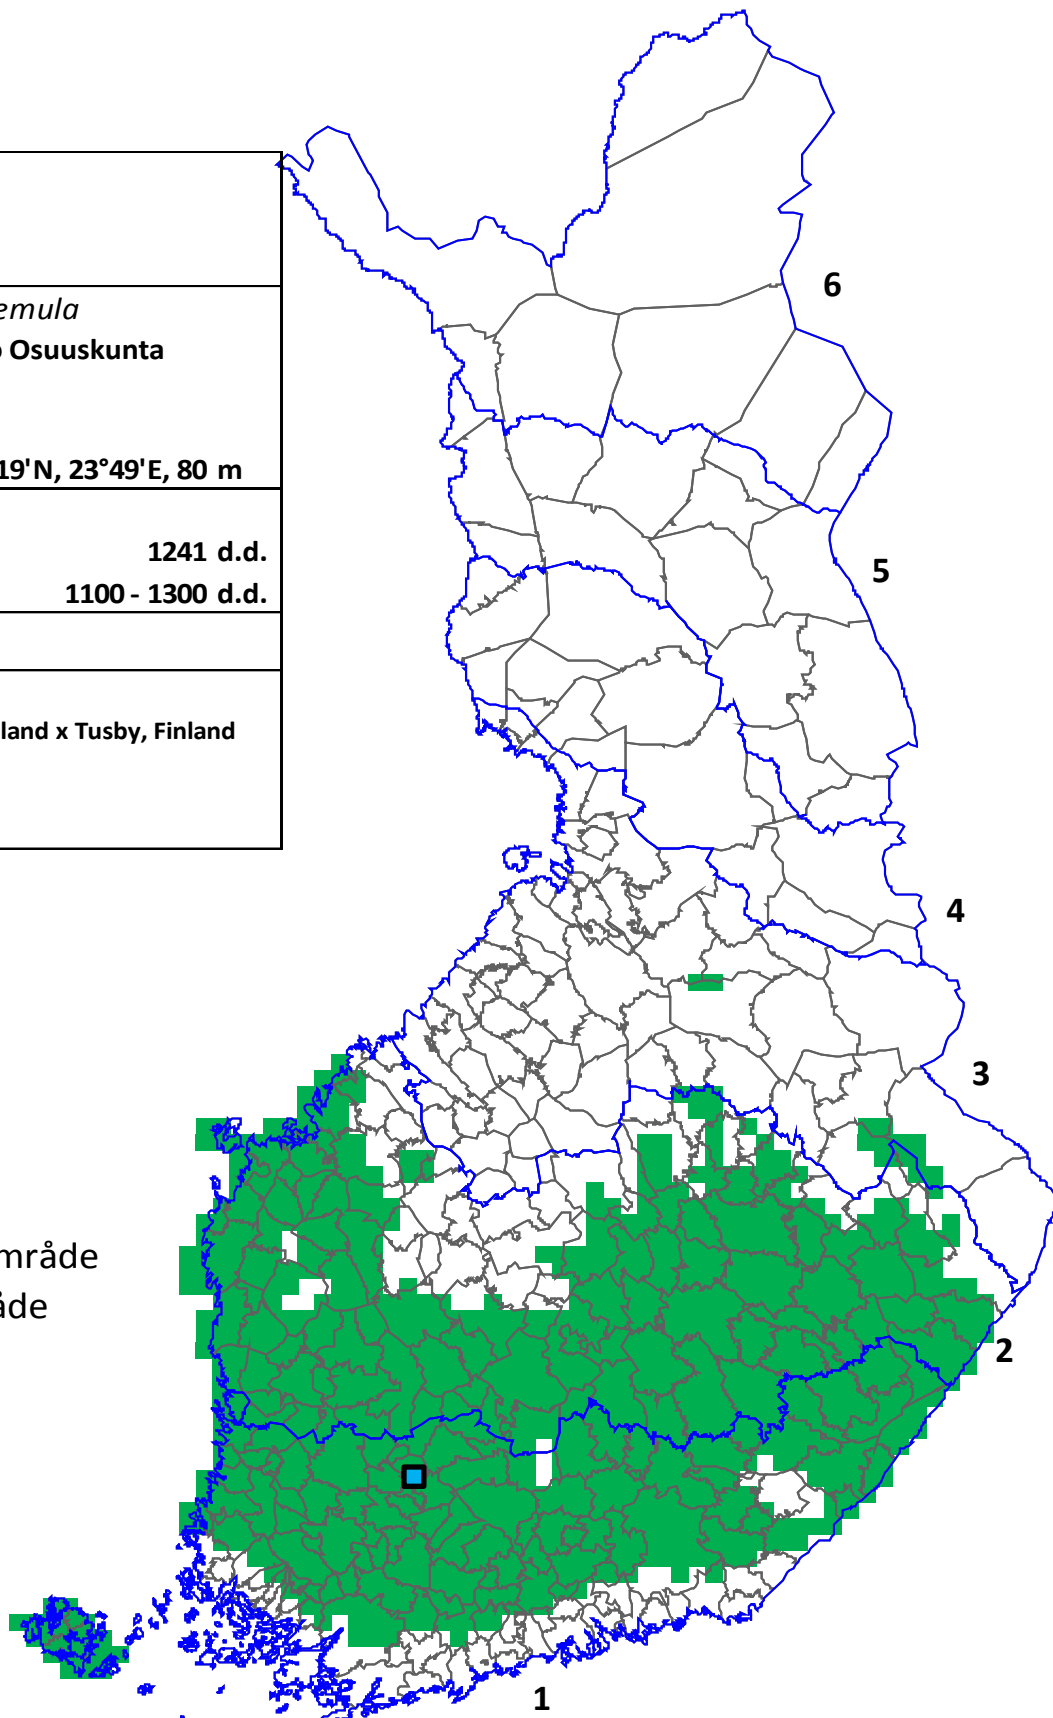 emula
Osuuskunta
19'N, 23°49'E, 80 m
1241 d.d.
1100 - 1300 d.d.
land x Tusby, Finland
6
5
4
3
2
1
mråde
åde